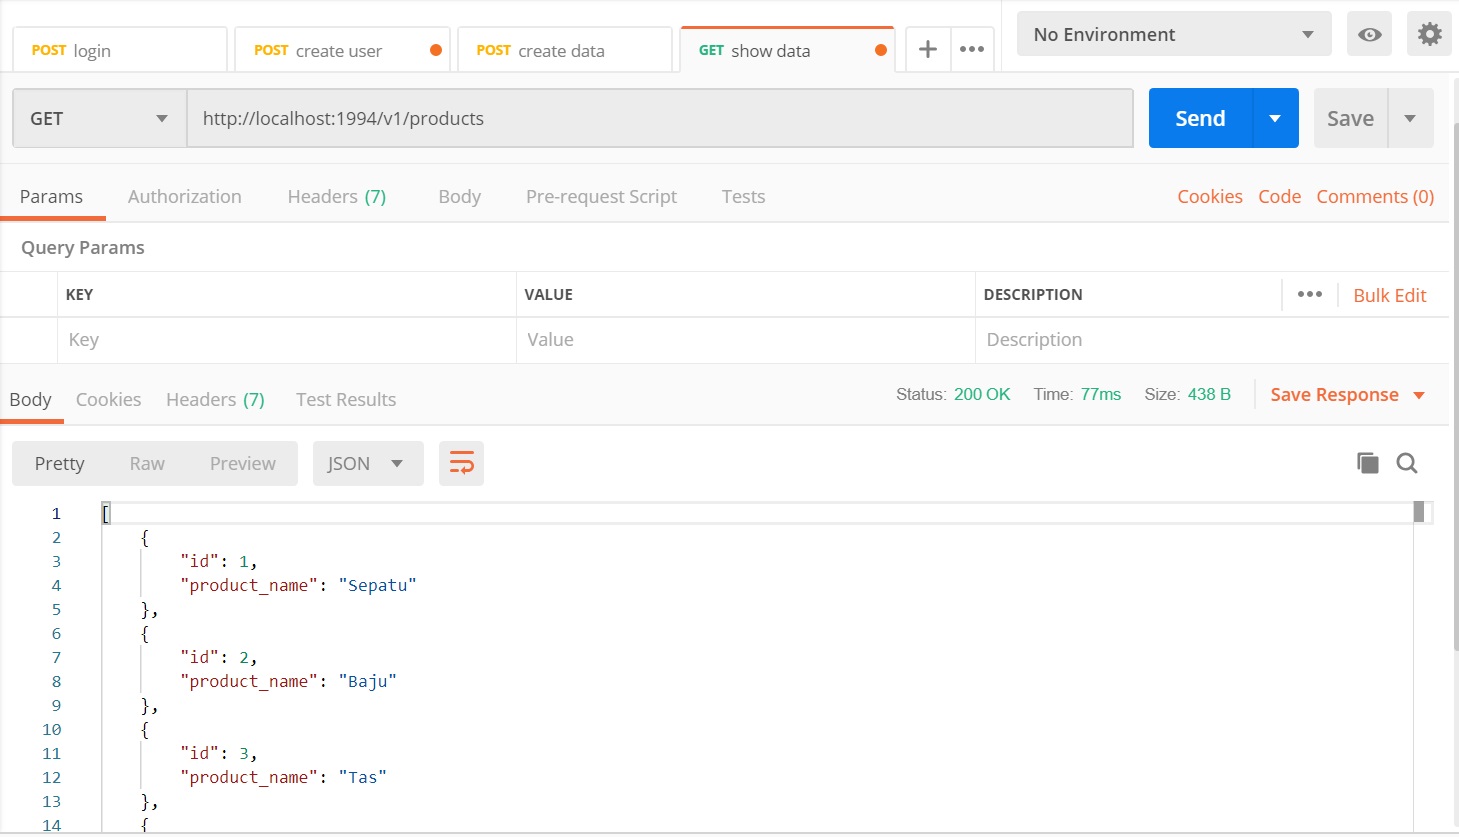 POST login POST create user POST create data GET show data No Environment
GET http://localhost:1994/v1/products Send Save
Params Authorization Headers (7) Body Pre-request Script Tests Cookies Code Comments (0)
Query Params
KEY VALUE DESCRIPTION Bulk Edit
Key Value Description
Body Cookies Headers (7) Test Results Status: 200 OK Time: 77ms Size: 438 B Save Response
Pretty Raw Preview JSON
1 [
2 {
3 "id": 1,
4 "product_name": "Sepatu"
5 },
6 {
7 "id": 2,
8 "product_name": "Baju"
9 },
10 {
11 "id": 3,
12 "product_name": "Tas"
13 },
14 {